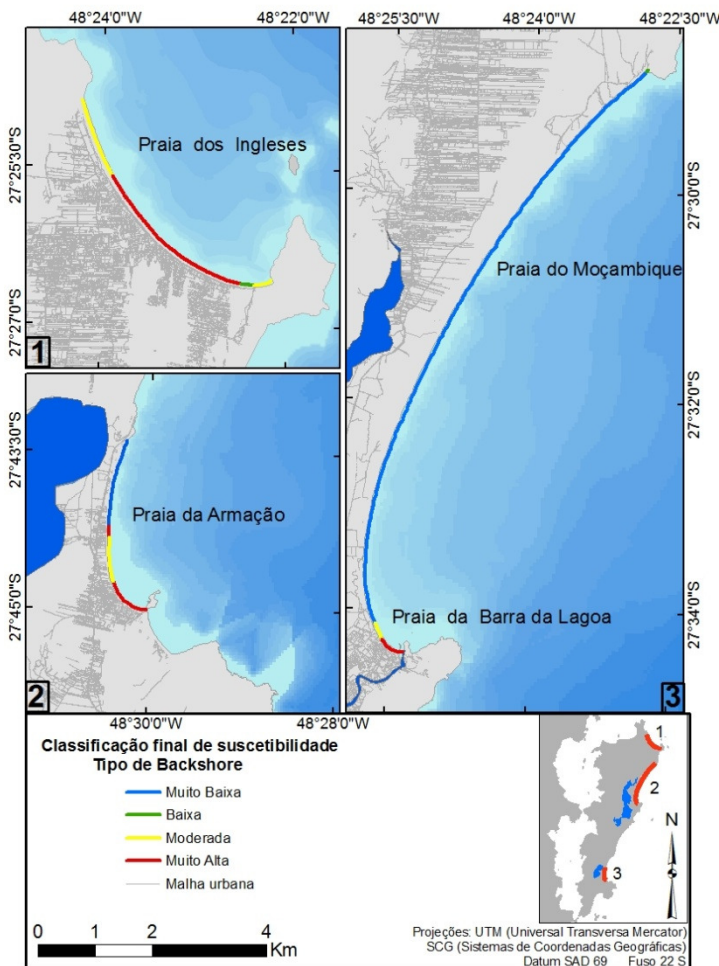 48°24'0"W
48°22'0"W
48°25'30"W
48°24'0"W
48°22'30"W
Praia dos Ingleses
27°25'30"S
27°27'0"S
1
27°30'0"S
Praia do Moçambique
27°32'0"S
27°43'30"S
Praia da Armação
27°45'0"S
2
48°30'0"W
48°28'0"W
Praia da Barra da Lagoa
27°34'0"S
3
Classificação final de suscetibilidade
Tipo de Backshore
Muito Baixa
Baixa
Moderada
Muito Alta
Malha urbana
0 1 2 4
Km
1
2
3
N
Projeções: UTM (Universal Transversa Mercator)
SCG (Sistemas de Coordenadas Geográficas)
Datum SAD 69 Fuso 22 S